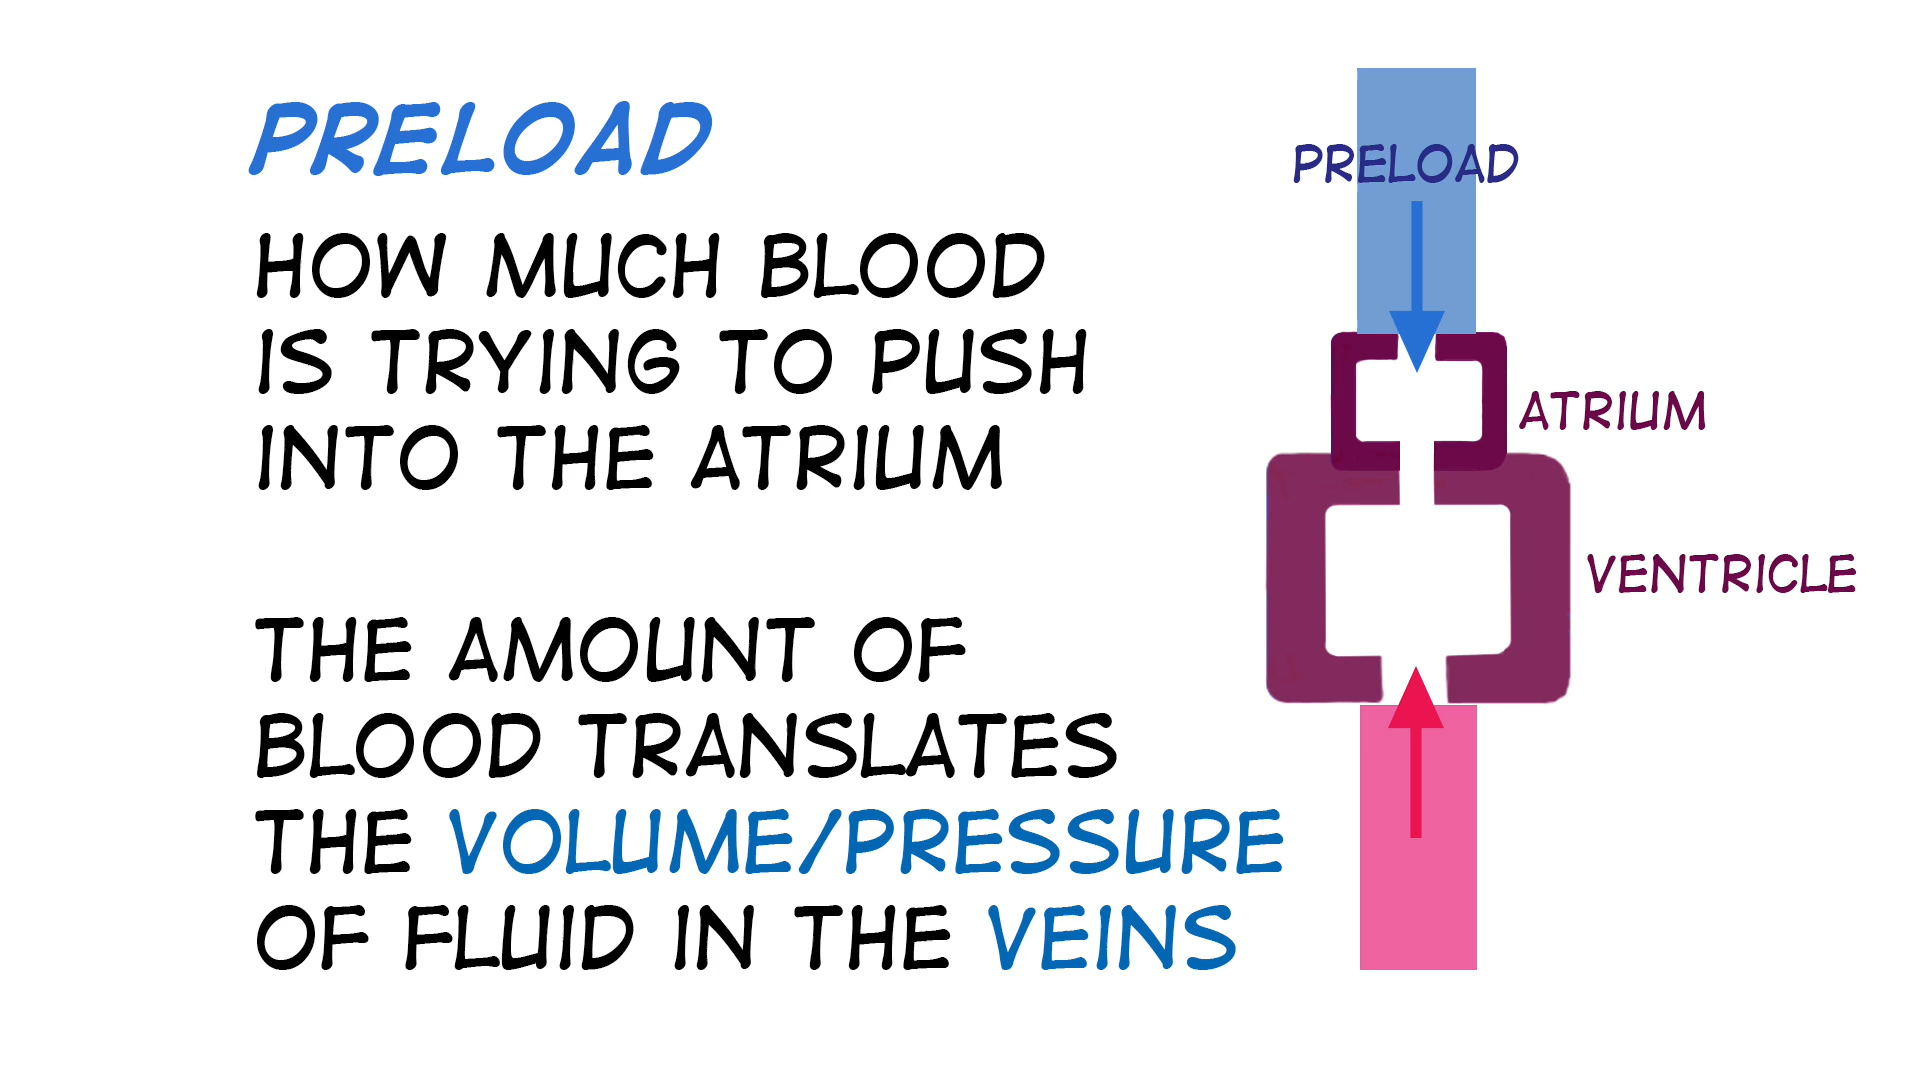 PRELOAD
HOW MUCH BLOOD
IS TRYING TO PUSH
INTO THE ATRIUM
THE AMOUNT OF
BLOOD TRANSLATES
THE VOLUME/PRESSURE
OF FLUID IN THE VEINS
PRELOAD
ATRIUM
VENTRICLE